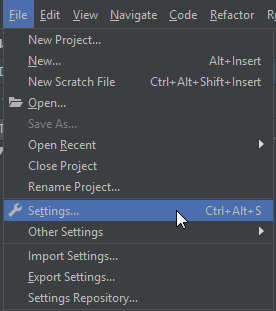 File Edit View Navigate Code Refactor
New Project...
New... Alt+Insert
New Scratch File Ctrl+Alt+Shift+Insert
Open...
Save As...
Open Recent
Close Project
Rename Project...
Settings... Ctrl+Alt+S
Other Settings
Import Settings...
Export Settings...
Settings Repository...